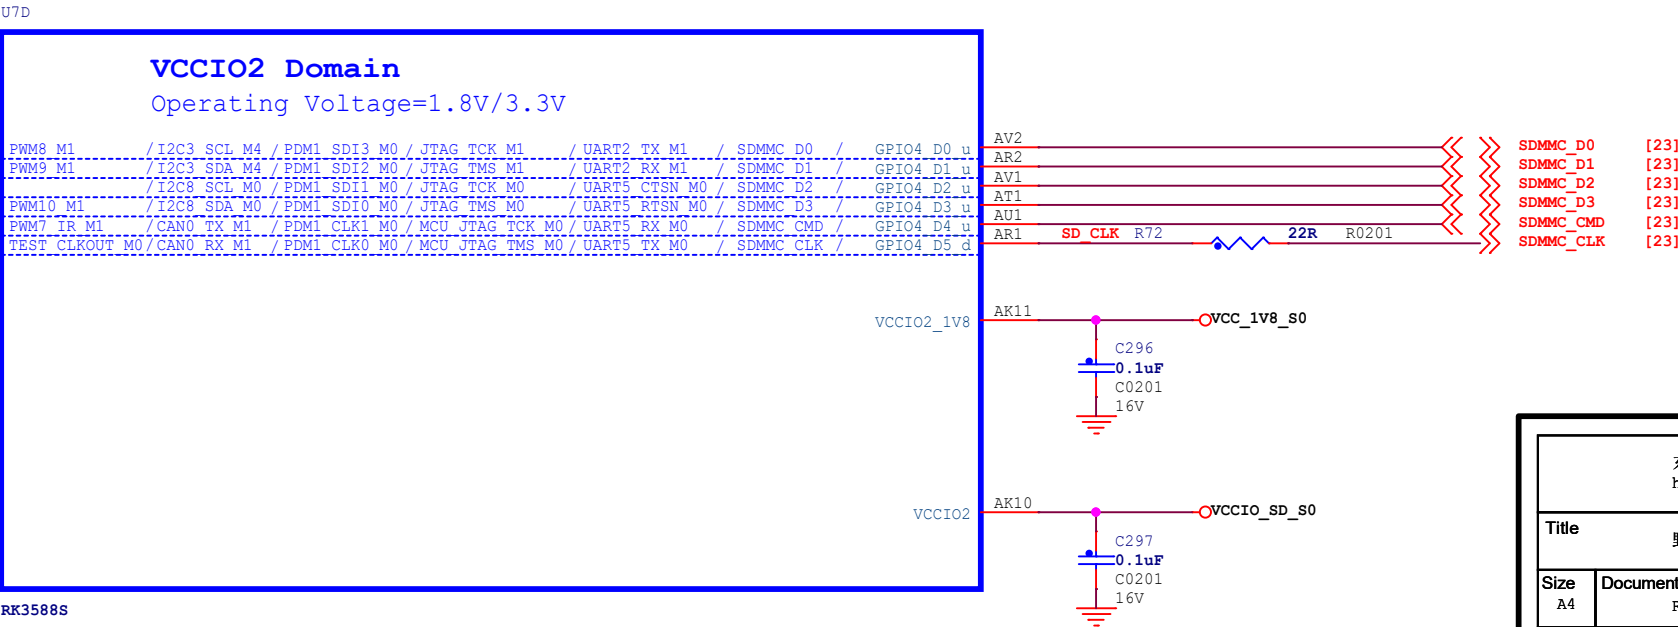 U7D
VCCIO2 Domain
Operating Voltage=1.8V/3.3V
PWM8_M1 /I2C3_SCL_M4 /PDM1_SDI3_M0 /JTAG_TCK_M1 /UART2_TX_M1 / SDMMC_D0 / GPIO4_D0_u AV2 SDMMC_D0 [23]
PWM9_M1 /I2C3_SDA_M4 /PDM1_SDI2_M0 /JTAG_TMS_M1 /UART2_RX_M1 / SDMMC_D1 / GPIO4_D1_u AR2 SDMMC_D1 [23]
/I2C8_SCL_M0 /PDM1_SDI1_M0 /JTAG_TCK_M0 /UART5_CTSN_M0 / SDMMC_D2 / GPIO4_D2_u AV1 SDMMC_D2 [23]
PWM10_M1 /I2C8_SDA_M0 /PDM1_SDI0_M0 /JTAG_TMS_M0 /UART5_RTSN_M0 / SDMMC_D3 / GPIO4_D3_u AT1 SDMMC_D3 [23]
PWM7_IR_M1 /CAN0_TX_M1 /PDM1_CLK1_M0 /MCU_JTAG_TCK_M0 /UART5_RX_M0 / SDMMC_CMD / GPIO4_D4_u AU1 SDMMC_CMD [23]
TEST_CLKOUT_M0 /CAN0_RX_M1 /PDM1_CLK0_M0 /MCU_JTAG_TMS_M0 /UART5_TX_M0 / SDMMC_CLK / GPIO4_D5_d AR1 SD_CLK R72 22R R0201 SDMMC_CLK [23]
VCCIO2_1V8 AK11 VCC_1V8_S0
C296
0.1uF
C0201
16V
VCCIO2 AK10 VCCIO_SD_S0
C297
0.1uF
C0201
16V
RK3588S
Title
Size Document
A4